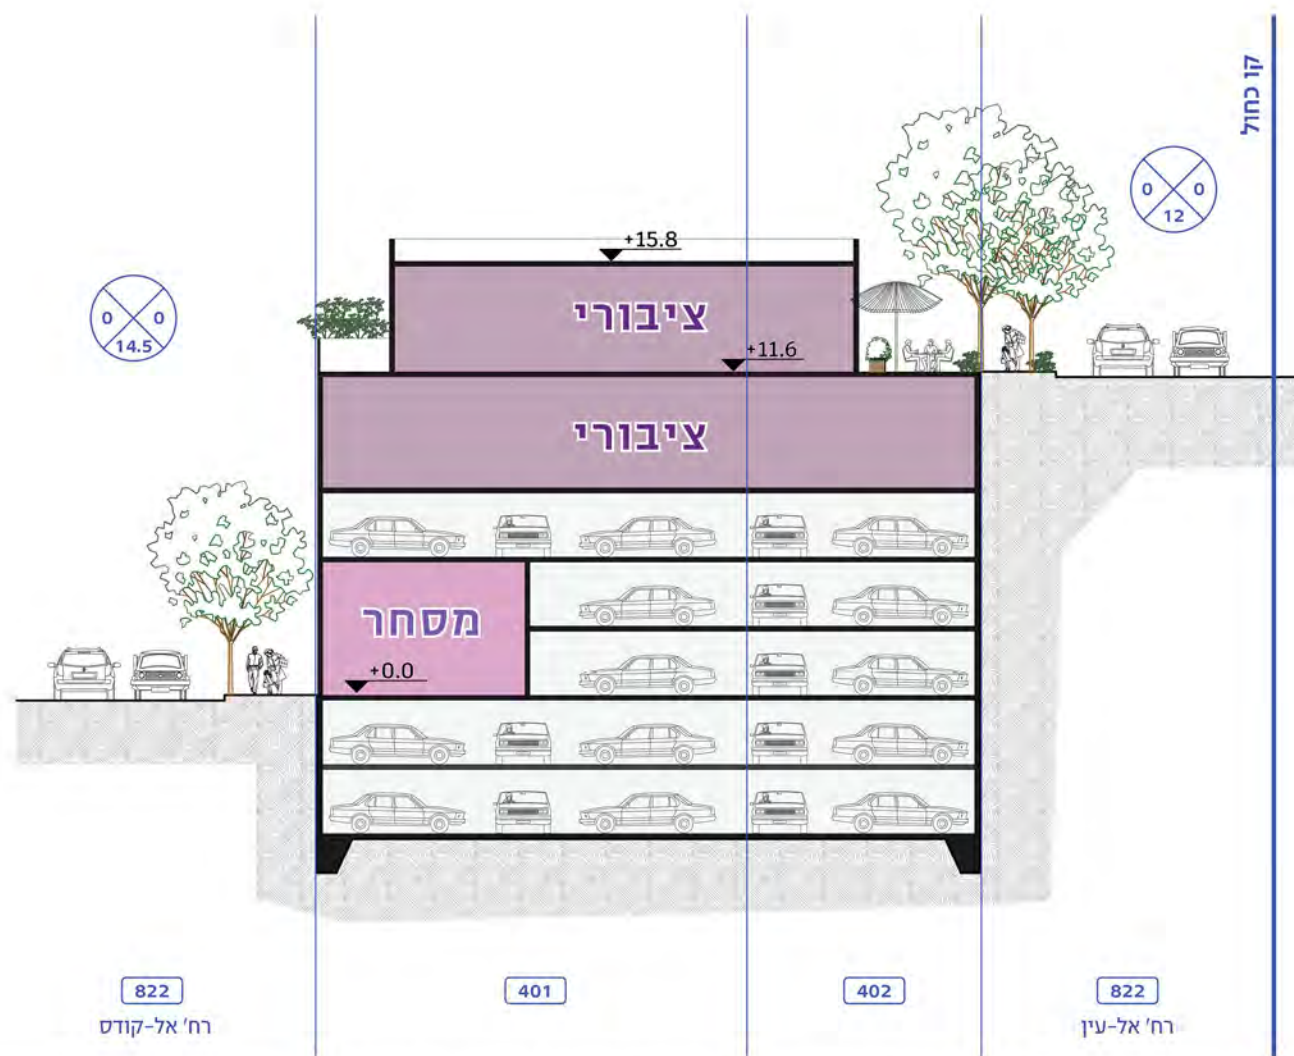 קו כחול
0 0
12
+15.8
ציבורי
0 0
14.5
+11.6
ציבורי
מסחר
+0.0
822
401
402
822
רח' אל-קודס
רח' אל-עין